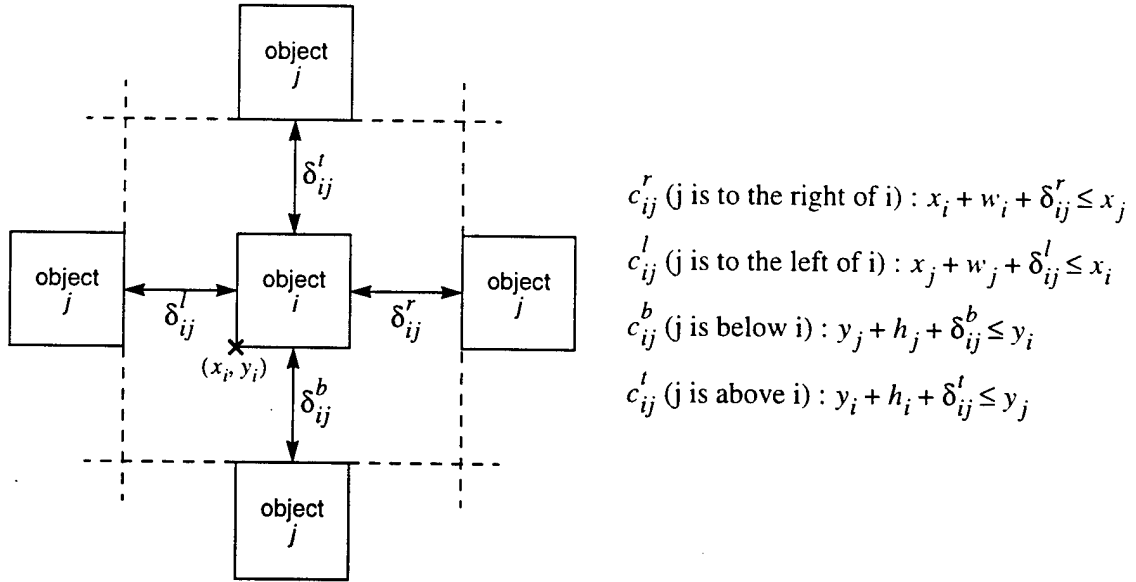 object
j
δ^t_ij
object
j
δ^l_ij
object
i
δ^r_ij
object
j
(x_i, y_i)
δ^b_ij
object
j
c^r_ij (j is to the right of i) : x_i + w_i + δ^r_ij ≤ x_j
c^l_ij (j is to the left of i) : x_j + w_j + δ^l_ij ≤ x_i
c^b_ij (j is below i) : y_j + h_j + δ^b_ij ≤ y_i
c^t_ij (j is above i) : y_i + h_i + δ^t_ij ≤ y_j